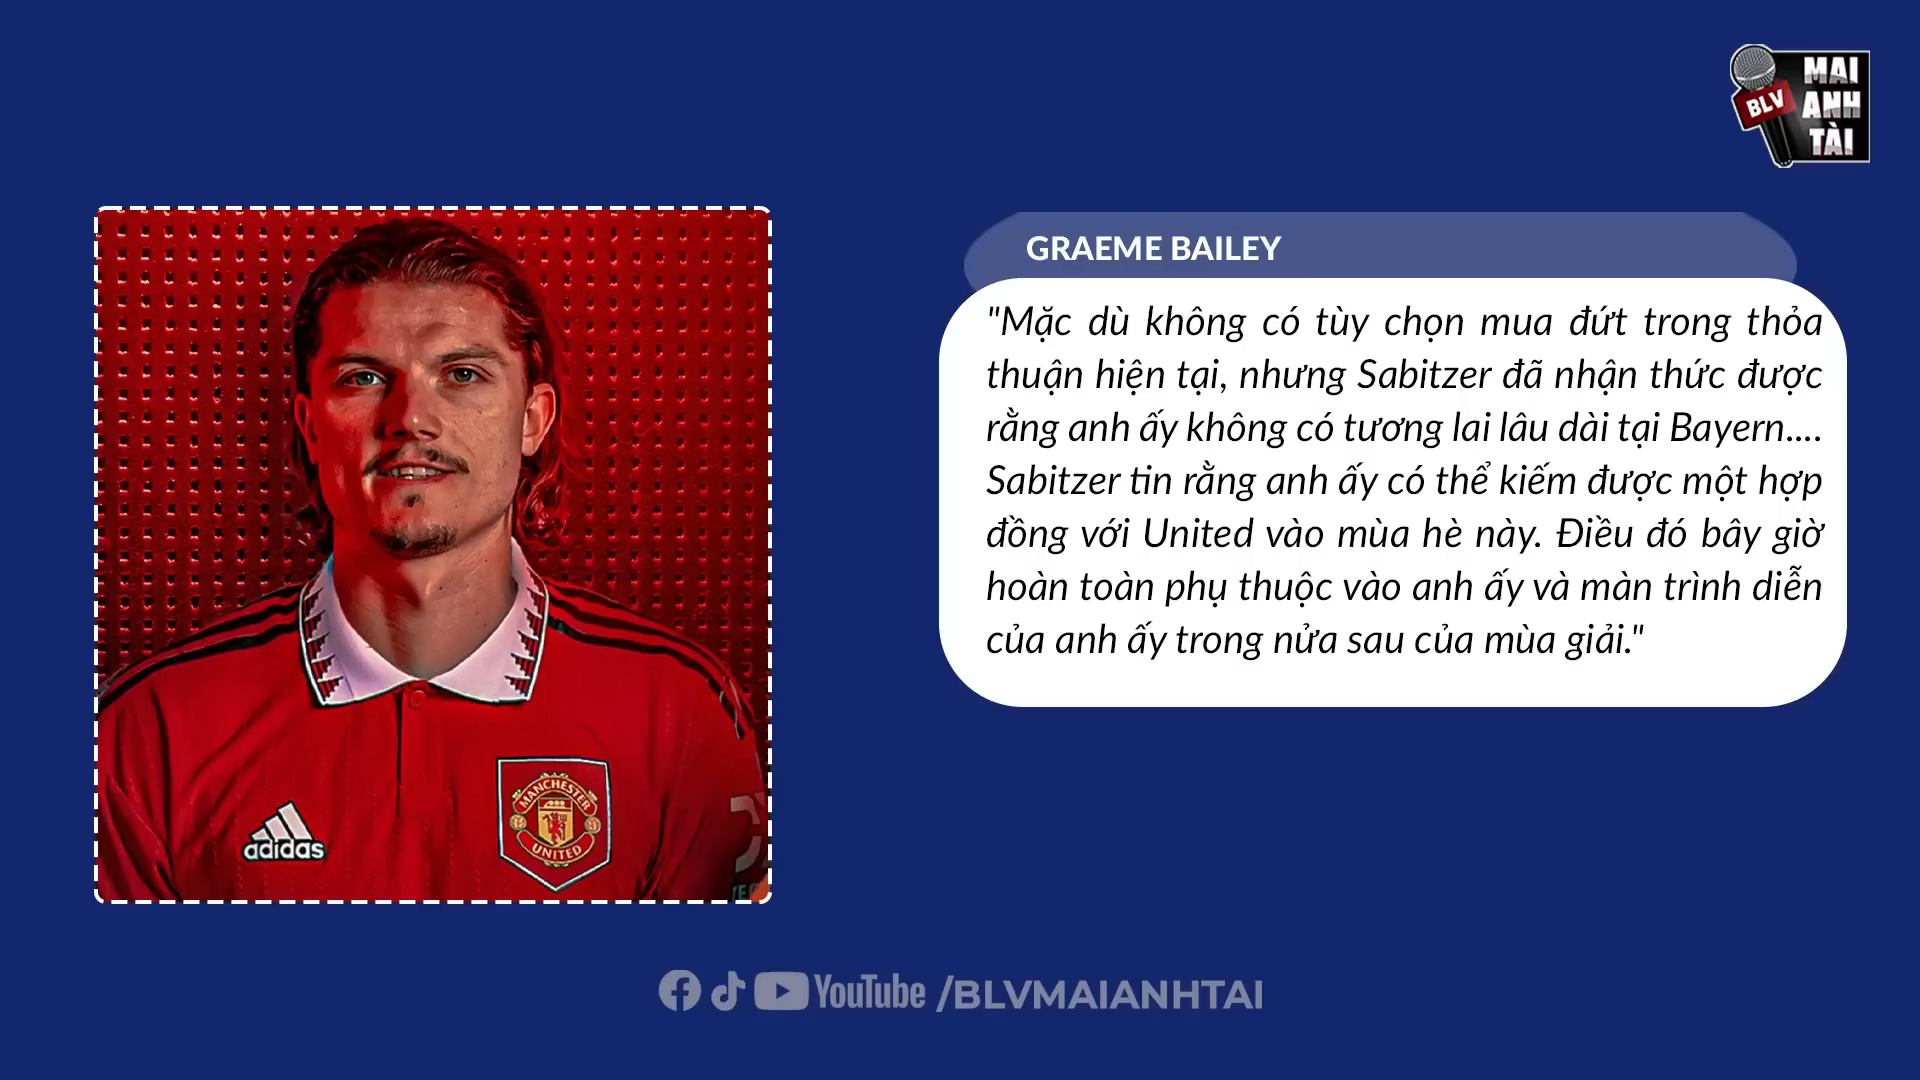 MAI
BLV
ANH
TÀI
GRAEME BAILEY
"Mặc dù không có tùy chọn mua đứt trong thỏa
thuận hiện tại, nhưng Sabitzer đã nhận thức được
rằng anh ấy không có tương lai lâu dài tại Bayern....
Sabitzer tin rằng anh ấy có thể kiếm được một hợp
đồng với United vào mùa hè này. Điều đó bây giờ
hoàn toàn phụ thuộc vào anh ấy và màn trình diễn
của anh ấy trong nửa sau của mùa giải."
adidas
MANCHESTER
UNITED
YouTube /BLVMAIANHTAI